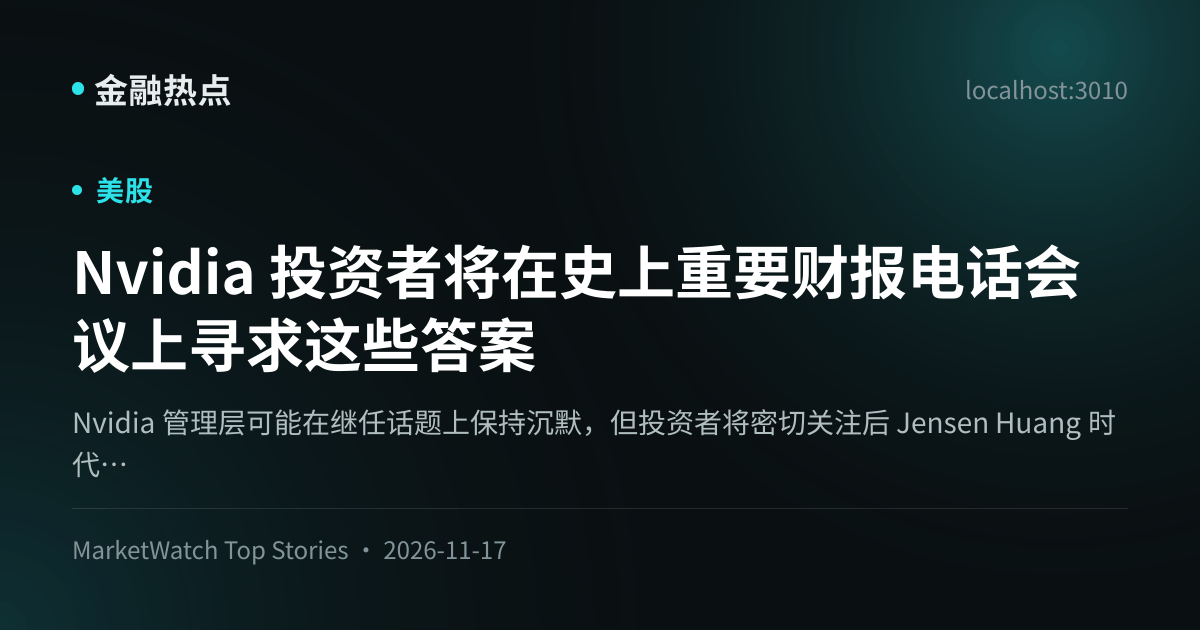 金融热点
localhost:3010
美股
Nvidia 投资者将在史上重要财报电话会
议上寻求这些答案
Nvidia 管理层可能在继任话题上保持沉默，但投资者将密切关注后 Jensen Huang 时
代…
MarketWatch Top Stories · 2026-11-17